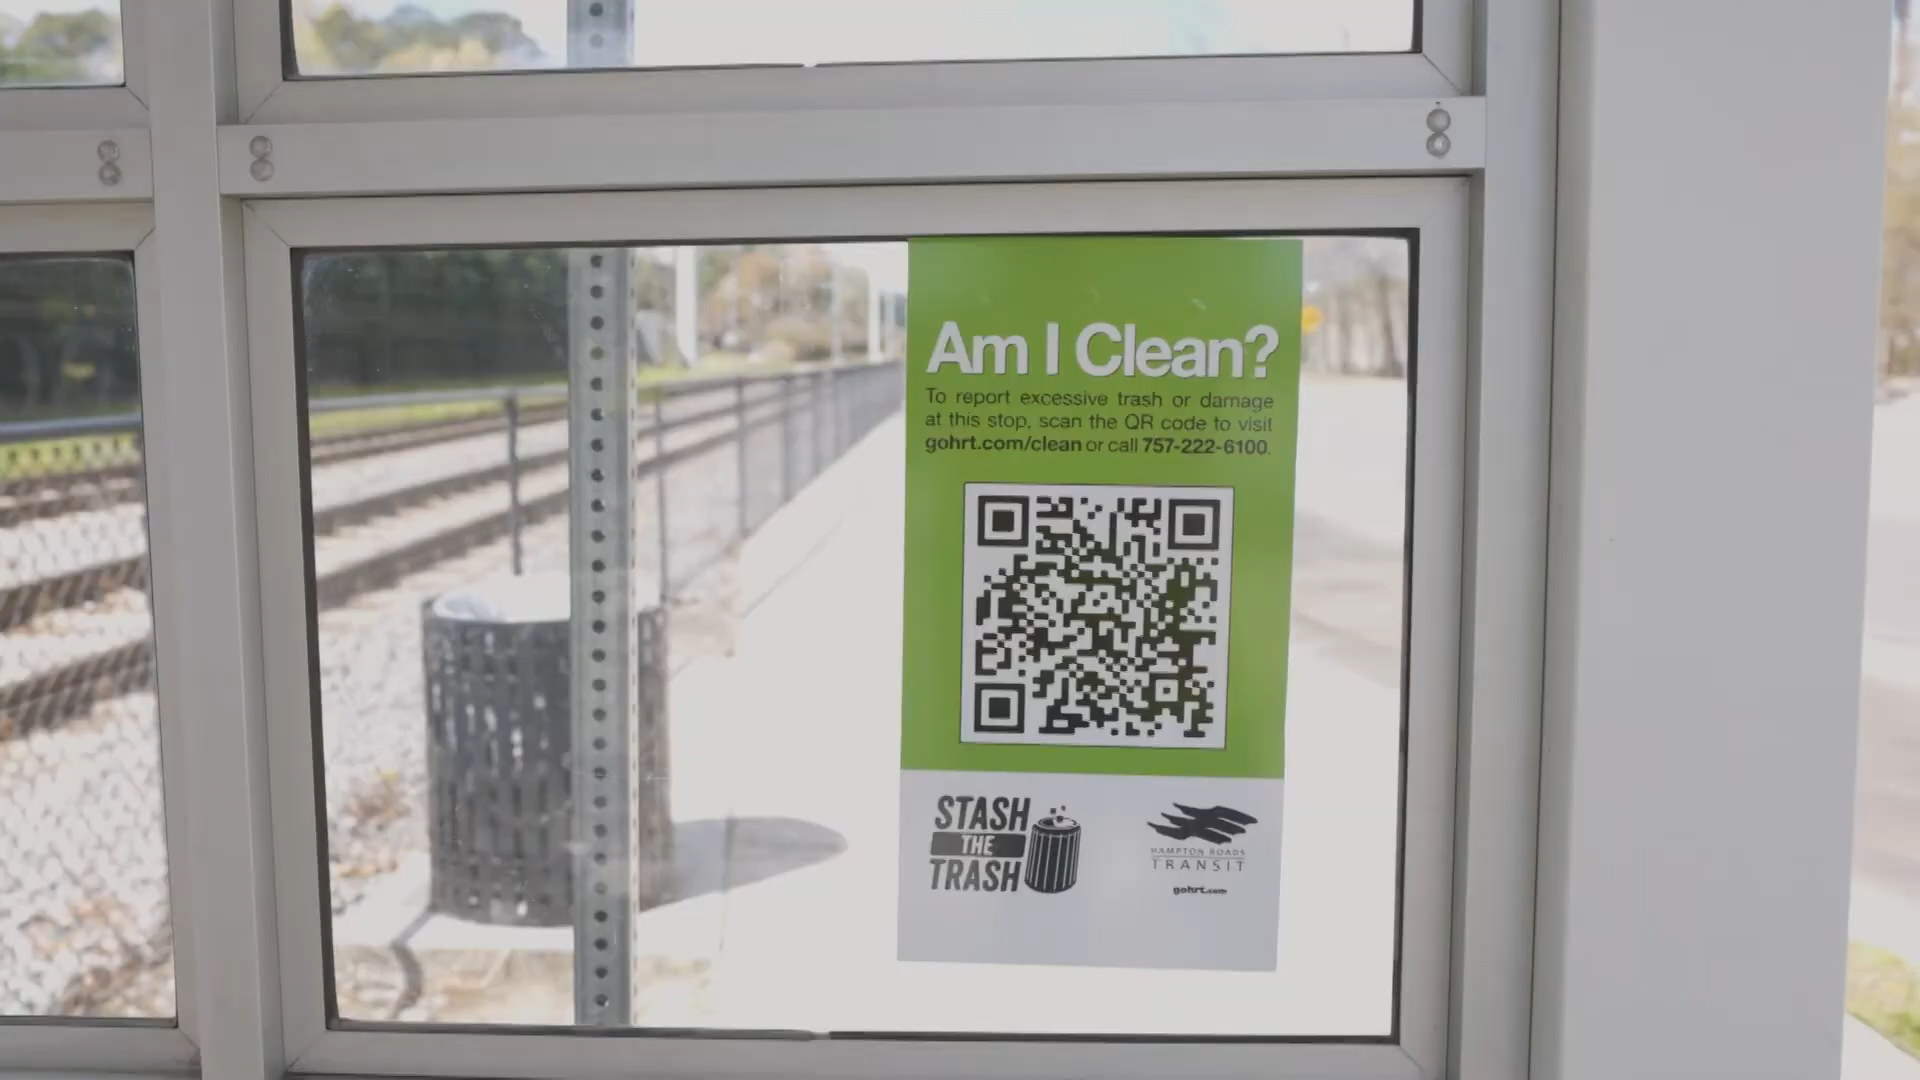 Am I Clean?
To report excessive trash or damage
at this stop, scan the QR code to visit
gohrt.com/clean or call 757-222-6100.
STASH
THE
TRASH
HAMPTON ROADS
TRANSIT
gohrt.com